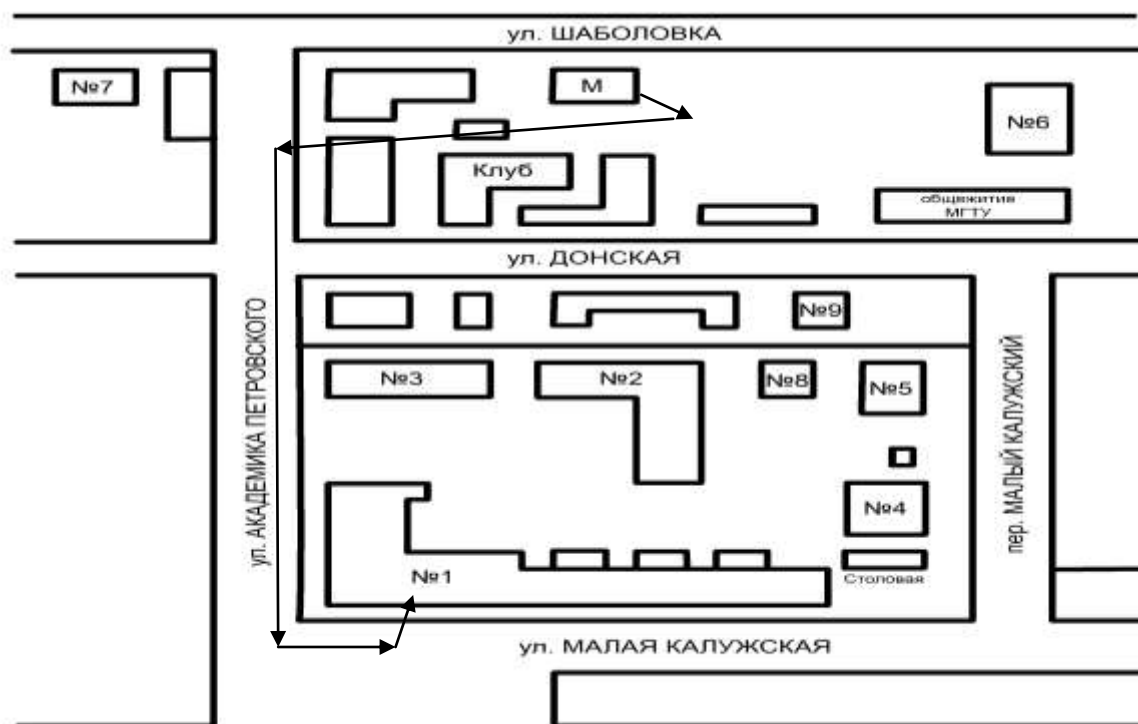 ул. ШАБОЛОВКА
№7
М
№6
Клуб
общежитие
МГТУ
ул. ДОНСКАЯ
№9
ул. АКАДЕМИКА ПЕТРОВСКОГО
№3
№2
№8
№5
пер. МАЛЫЙ КАЛУЖСКИЙ
№4
№1
Столовая
ул. МАЛАЯ КАЛУЖСКАЯ